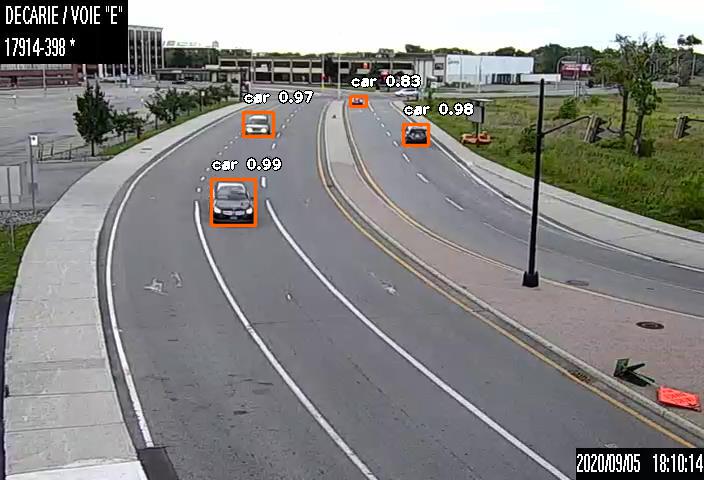 DECARIE / VOIE "E"
17914-398 *
car 0.83
car 0.97
car 0.98
car 0.99
2020/09/05 18:10:14